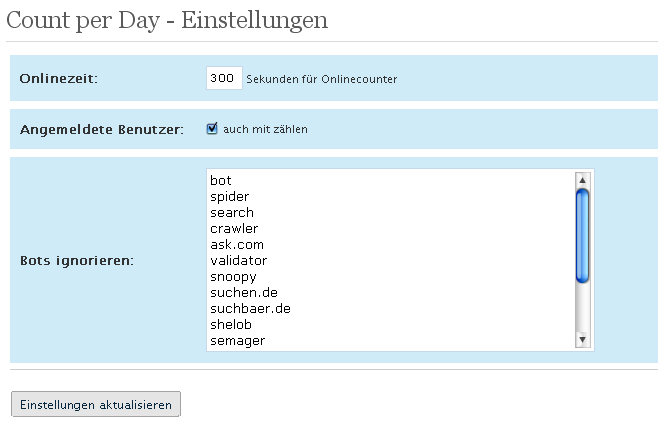 Count per Day - Einstellungen
Onlinezeit: 300 Sekunden für Onlinecounter
Angemeldete Benutzer: auch mit zählen
Bots ignorieren:
bot
spider
search
crawler
ask.com
validator
snoopy
suchen.de
suchbaer.de
shelob
semager
Einstellungen aktualisieren